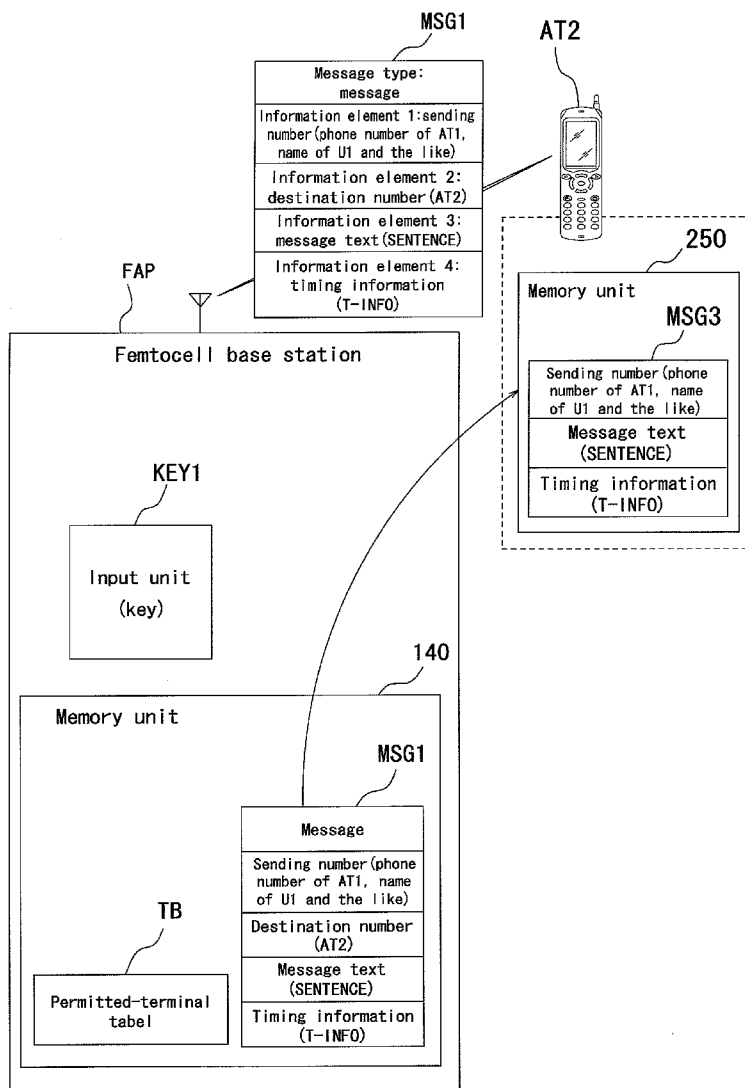 MSG1
AT2
Message type:
message
Information element 1:sending
number(phone number of AT1,
name of U1 and the like)
Information element 2:
destination number(AT2)
Information element 3:
message text(SENTENCE)
Information element 4:
timing information
(T-INFO)
FAP
Femtocell base station
250
Memory unit
MSG3
Sending number(phone
number of AT1, name
of U1 and the like)
Message text
(SENTENCE)
Timing information
(T-INFO)
KEY1
Input unit
(key)
140
Memory unit
MSG1
Message
Sending number(phone
number of AT1, name
of U1 and the like)
Destination number
(AT2)
Message text
(SENTENCE)
Timing information
(T-INFO)
TB
Permitted-terminal
tabel